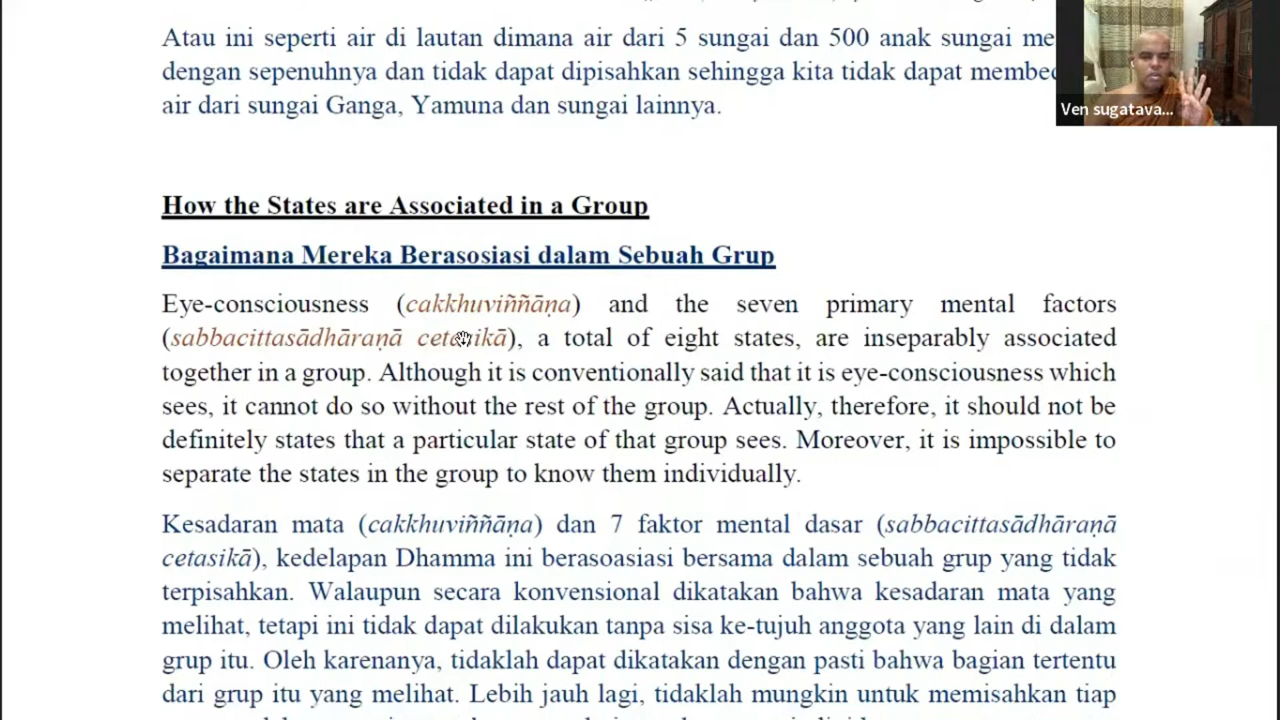 Atau ini seperti air di lautan dimana air dari 5 sungai dan 500 anak sungai
dengan sepenuhnya dan tidak dapat dipisahkan sehingga kita tidak dapat
air dari sungai Ganga, Yamuna dan sungai lainnya.
Ven sugatava...
How the States are Associated in a Group
Bagaimana Mereka Berasosiasi dalam Sebuah Grup
Eye-consciousness (cakkhuviññāṇa) and the seven primary mental factors
(sabbacittasādhāraṇā cetasikā), a total of eight states, are inseparably associated
together in a group. Although it is conventionally said that it is eye-consciousness which
sees, it cannot do so without the rest of the group. Actually, therefore, it should not be
definitely states that a particular state of that group sees. Moreover, it is impossible to
separate the states in the group to know them individually.
Kesadaran mata (cakkhuviññāṇa) dan 7 faktor mental dasar (sabbacittasādhāraṇā
cetasikā), kedelapan Dhamma ini berasoasiasi bersama dalam sebuah grup yang tidak
terpisahkan. Walaupun secara konvensional dikatakan bahwa kesadaran mata yang
melihat, tetapi ini tidak dapat dilakukan tanpa sisa ke-tujuh anggota yang lain di dalam
grup itu. Oleh karenanya, tidaklah dapat dikatakan dengan pasti bahwa bagian tertentu
dari grup itu yang melihat. Lebih jauh lagi, tidaklah mungkin untuk memisahkan tiap